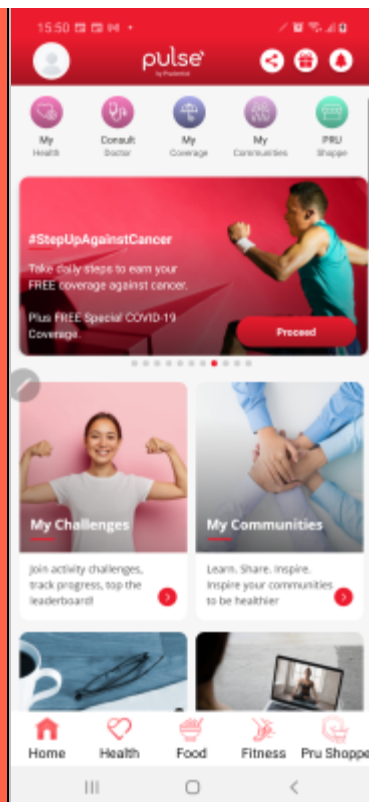 15:50
pulse
by Prudential
My
Health
Consult
Doctor
My
Coverage
My
Communities
PRU
Shoppe
#StepUpAgainstCancer
Take daily steps to earn your
FREE coverage against cancer.
Plus FREE Special COVID-19
Coverage.
Proceed
My Challenges
My Communities
Join activity challenges,
track progress, top the
leaderboard!
Learn. Share. Inspire.
Inspire your communities
to be healthier
Home
Health
Food
Fitness
Pru Shoppe